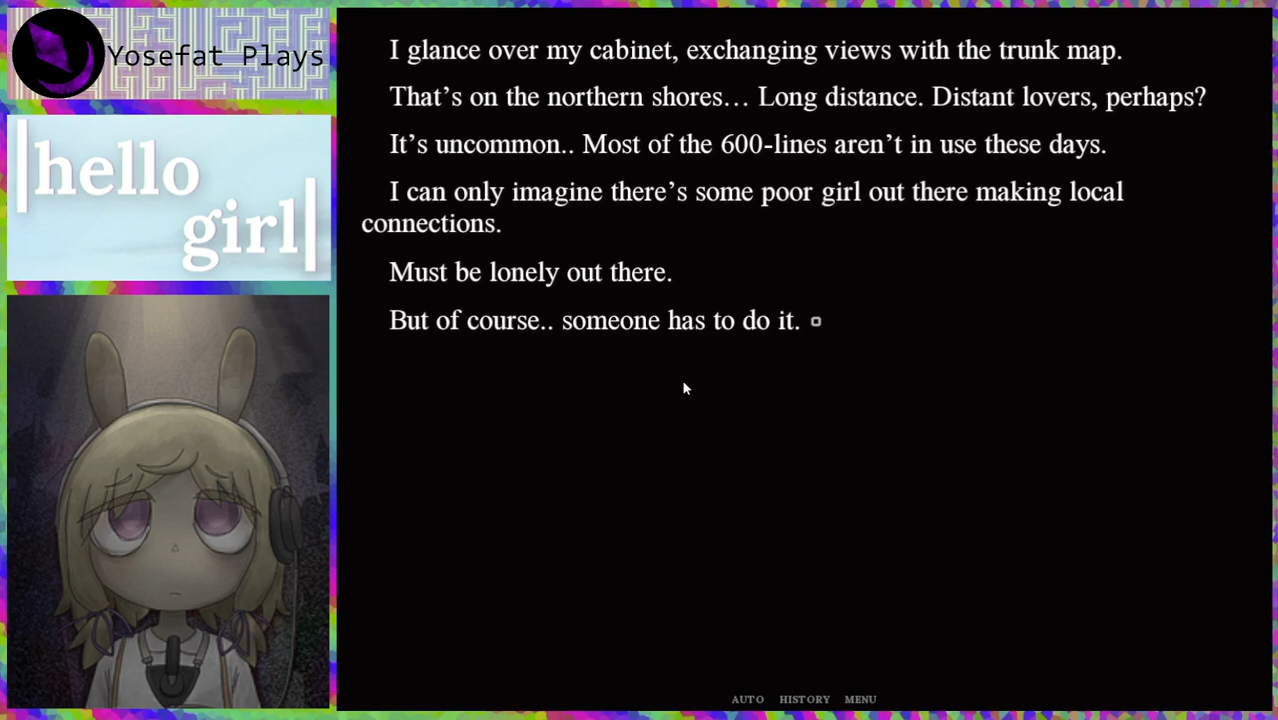 Yosefat Plays
|hello
girl|
I glance over my cabinet, exchanging views with the trunk map.
That’s on the northern shores… Long distance. Distant lovers, perhaps?
It’s uncommon.. Most of the 600-lines aren’t in use these days.
I can only imagine there’s some poor girl out there making local
connections.
Must be lonely out there.
But of course.. someone has to do it.
AUTO HISTORY MENU